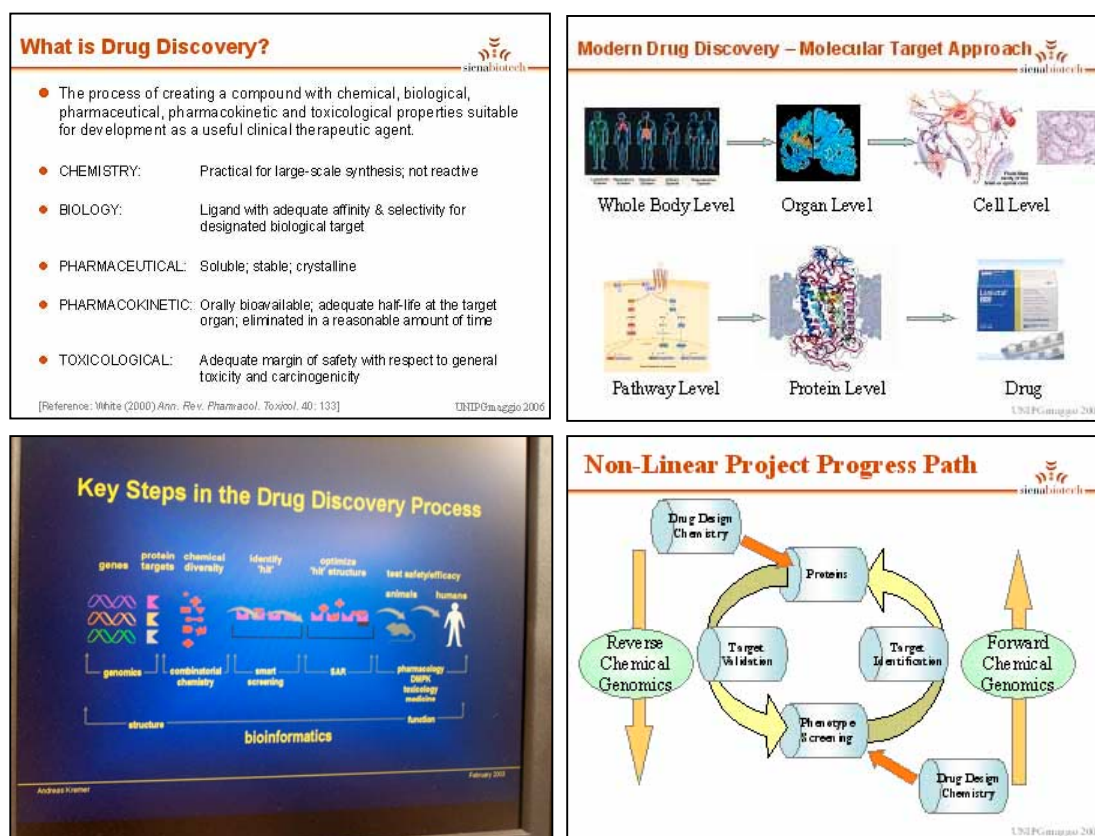 What is Drug Discovery?
sienabiotech
The process of creating a compound with chemical, biological,
pharmaceutical, pharmacokinetic and toxicological properties suitable
for development as a useful clinical therapeutic agent.
CHEMISTRY: Practical for large-scale synthesis; not reactive
BIOLOGY: Ligand with adequate affinity & selectivity for
designated biological target
PHARMACEUTICAL: Soluble; stable; crystalline
PHARMACOKINETIC: Orally bioavailable; adequate half-life at the target
organ; eliminated in a reasonable amount of time
TOXICOLOGICAL: Adequate margin of safety with respect to general
toxicity and carcinogenicity
[Reference: White (2000) Ann. Rev. Pharmacol. Toxicol. 40: 133]
UNIPGmaggio 2006
Modern Drug Discovery – Molecular Target Approach
sienabiotech
Whole Body Level
Organ Level
Cell Level
Pathway Level
Protein Level
Drug
UNIPGmaggio 200
Key Steps in the Drug Discovery Process
genes
protein
targets
chemical
diversity
identify
'hit'
optimize
'hit' structure
test safety/efficacy
animals
humans
genomics
combinatorial
chemistry
smart
screening
SAR
pharmacology
DMPK
toxicology
medicine
structure
function
bioinformatics
Andreas Kremer
February 2003
Non-Linear Project Progress Path
sienabiotech
Drug Design
Chemistry
Proteins
Reverse
Chemical
Genomics
Target
Validation
Target
Identification
Forward
Chemical
Genomics
Phenotype
Screening
Drug Design
Chemistry
UNIPGmaggio 200